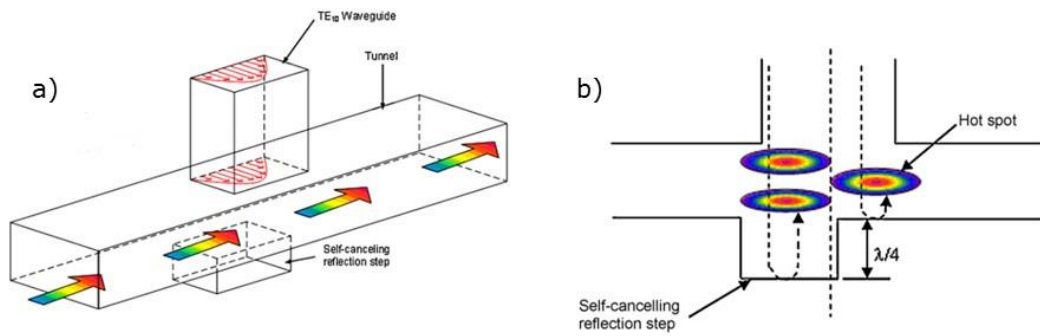 a)
TE₁₀ Waveguide
Tunnel
Self-canceling
reflection step
b)
Hot spot
λ/4
Self-cancelling
reflection step